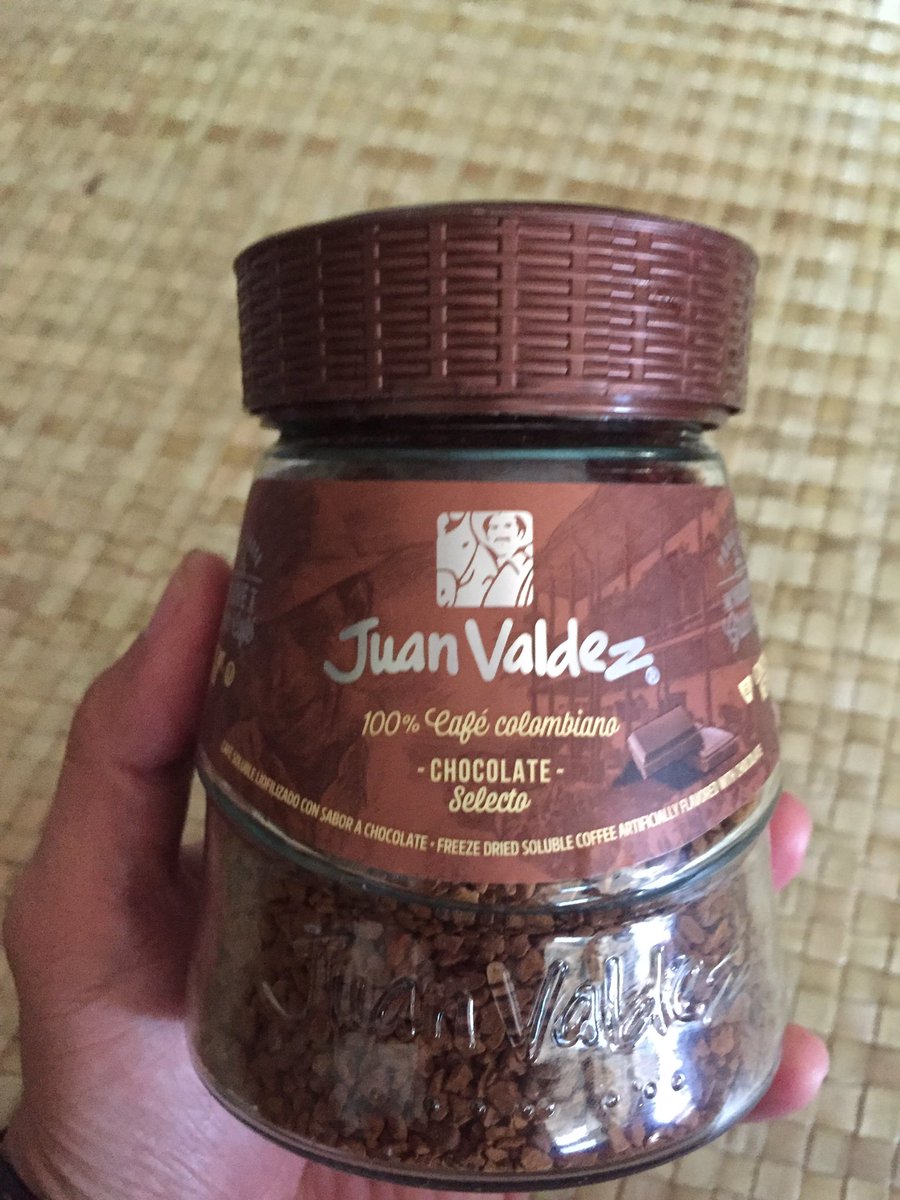 Juan Valdez®
100% Café colombiano
- CHOCOLATE -
Selecto
CAFÉ SOLUBLE LIOFILIZADO CON SABOR A CHOCOLATE • FREEZE DRIED SOLUBLE COFFEE ARTIFICIALLY FLAVORED WITH CHOCOLATE
Juan Valdez